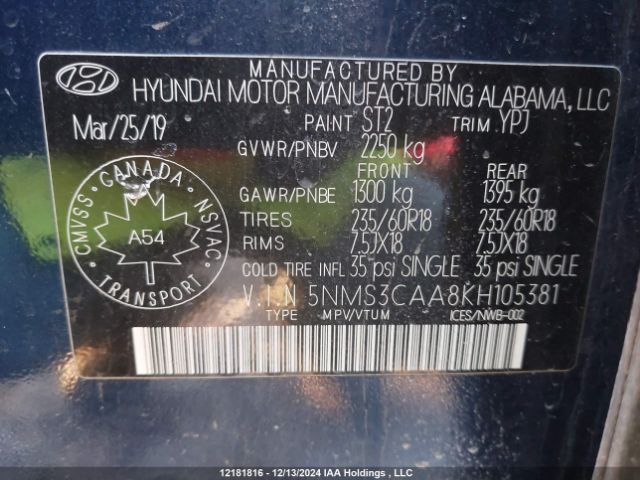 MANUFACTURED BY
HYUNDAI MOTOR MANUFACTURING ALABAMA, LLC
Mar/25/19 PAINT ST2 TRIM YPJ
GVWR/PNBV 2250 kg
FRONT REAR
GAWR/PNBE 1300 kg 1395 kg
TIRES 235/60R18 235/60R18
RIMS 7.5JX18 7.5JX18
COLD TIRE INFL 35 psi SINGLE 35 psi SINGLE
V.I.N 5NMS3CAA8KH105381
TYPE MPV/VTUM ICES/NWB-002
CMVSS · CANADA · NSVAC
A54
· TRANSPORT ·
12181816 - 12/13/2024 IAA Holdings , LLC